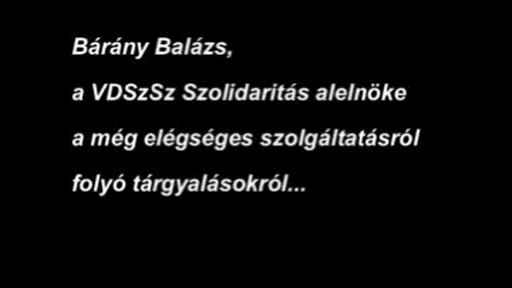 Bárány Balázs,
a VDSzSz Szolidaritás alelnöke
a még elégséges szolgáltatásról
folyó tárgyalásokról...